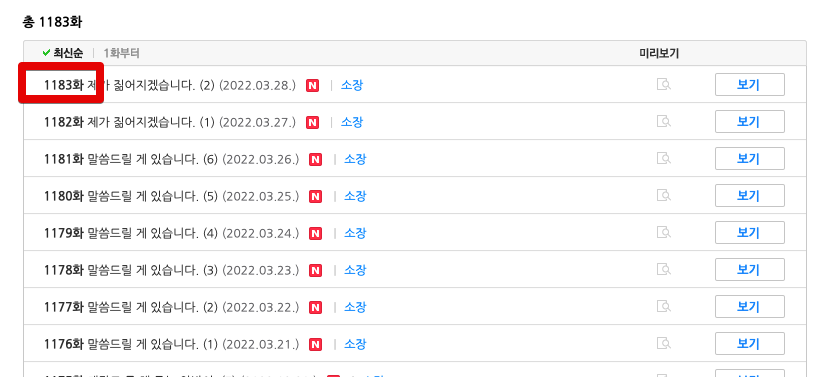 총 1183화
최신순 | 1화부터 미리보기
1183화 제가 짊어지겠습니다. (2) (2022.03.28.) N | 소장 보기
1182화 제가 짊어지겠습니다. (1) (2022.03.27.) N | 소장 보기
1181화 말씀드릴 게 있습니다. (6) (2022.03.26.) N | 소장 보기
1180화 말씀드릴 게 있습니다. (5) (2022.03.25.) N | 소장 보기
1179화 말씀드릴 게 있습니다. (4) (2022.03.24.) N | 소장 보기
1178화 말씀드릴 게 있습니다. (3) (2022.03.23.) N | 소장 보기
1177화 말씀드릴 게 있습니다. (2) (2022.03.22.) N | 소장 보기
1176화 말씀드릴 게 있습니다. (1) (2022.03.21.) N | 소장 보기